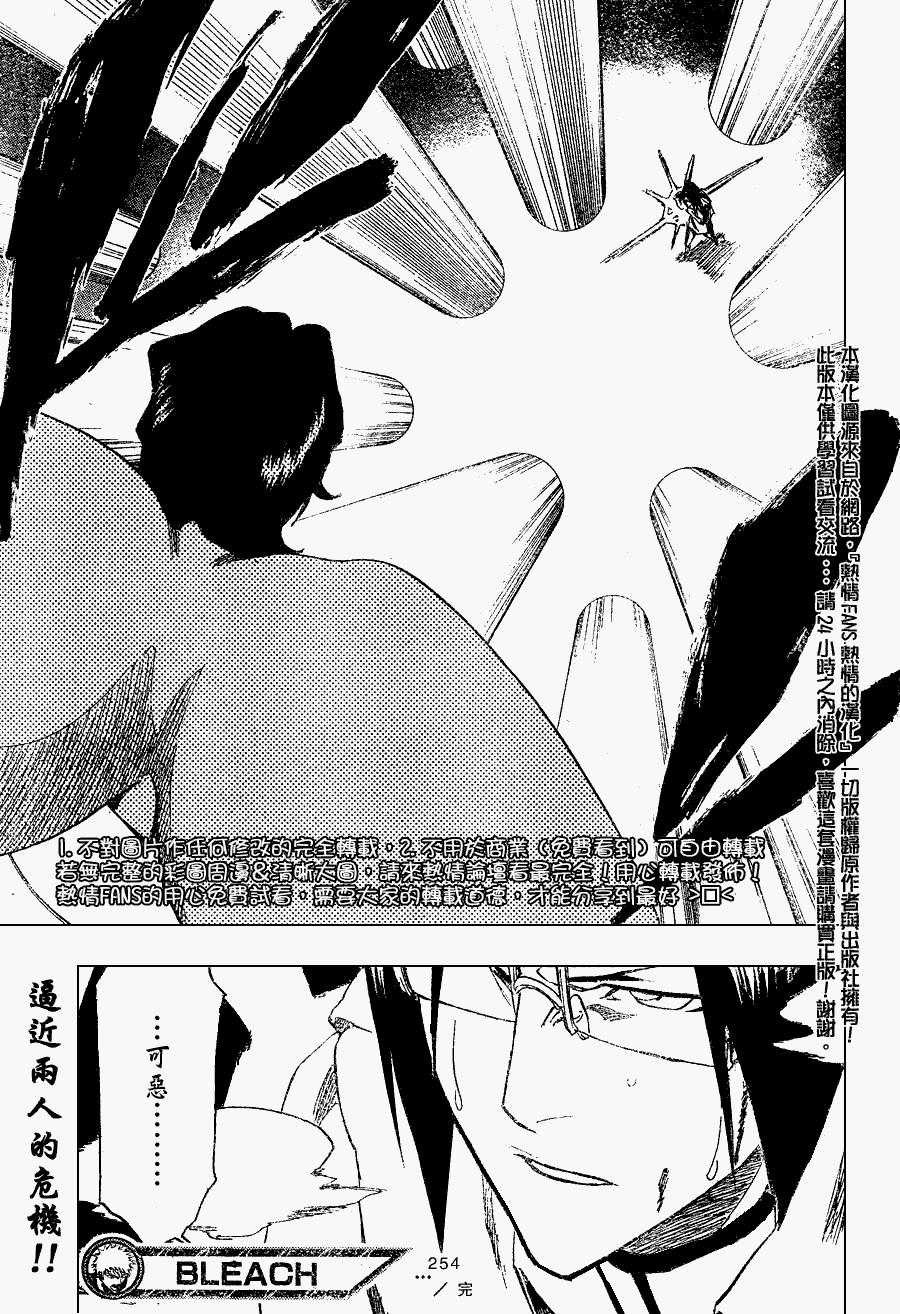 本漢化圖源來自於網路，『熱情 FANS 熱情的漢化』一切版權歸原作者與出版社擁有！
此版本僅供學習試看交流…請 24 小時之內消除，喜歡這套漫畫請購買正版！謝謝。
1. 不對圖片作任何修改的完全轉載，2. 不用於商業（免費看到）可自由轉載
若無完整的彩圖周漫&清晰大圖，請來熱情論壇看最完全！用心轉載發佈！
熱情FANS的用心免費試看，需要大家的轉載道德，才能分享到最好 >□<
…可惡………
逼近兩人的危機!!
BLEACH
254
…
／完